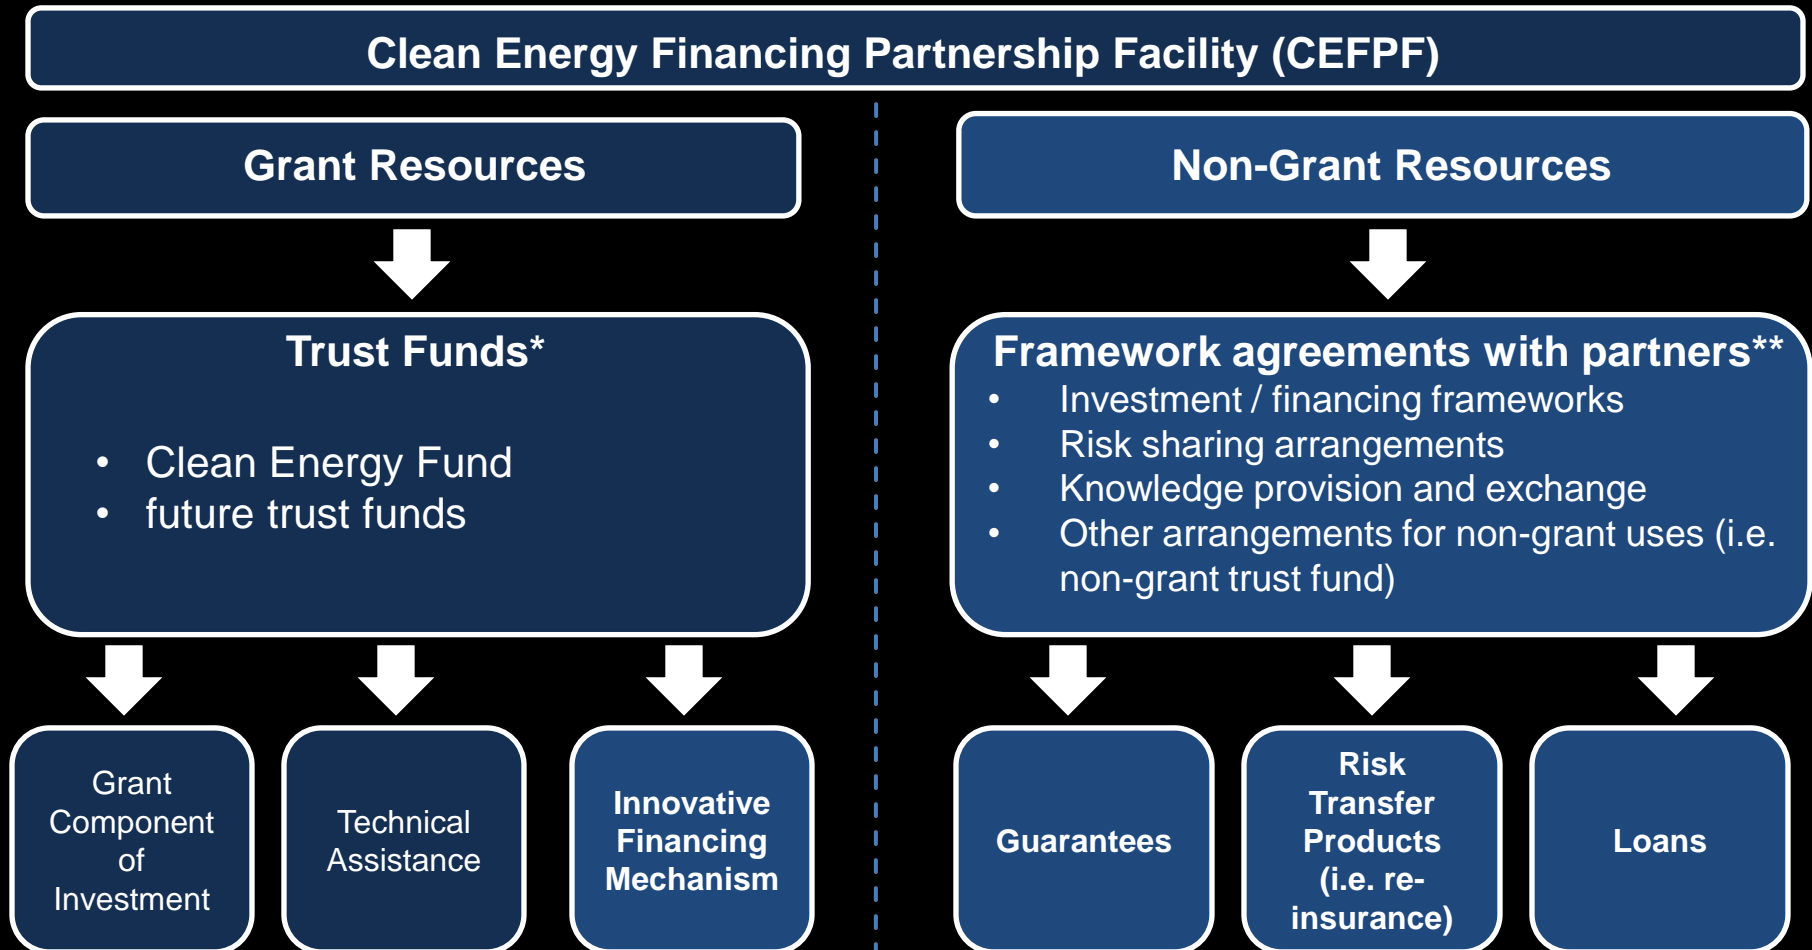 Clean Energy Financing Partnership Facility (CEFPF)
Grant Resources
Non-Grant Resources
Trust Funds*
• Clean Energy Fund
• future trust funds
Framework agreements with partners**
• Investment / financing frameworks
• Risk sharing arrangements
• Knowledge provision and exchange
• Other arrangements for non-grant uses (i.e.
non-grant trust fund)
Grant
Component
of
Investment
Technical
Assistance
Innovative
Financing
Mechanism
Guarantees
Risk
Transfer
Products
(i.e. re-
insurance)
Loans